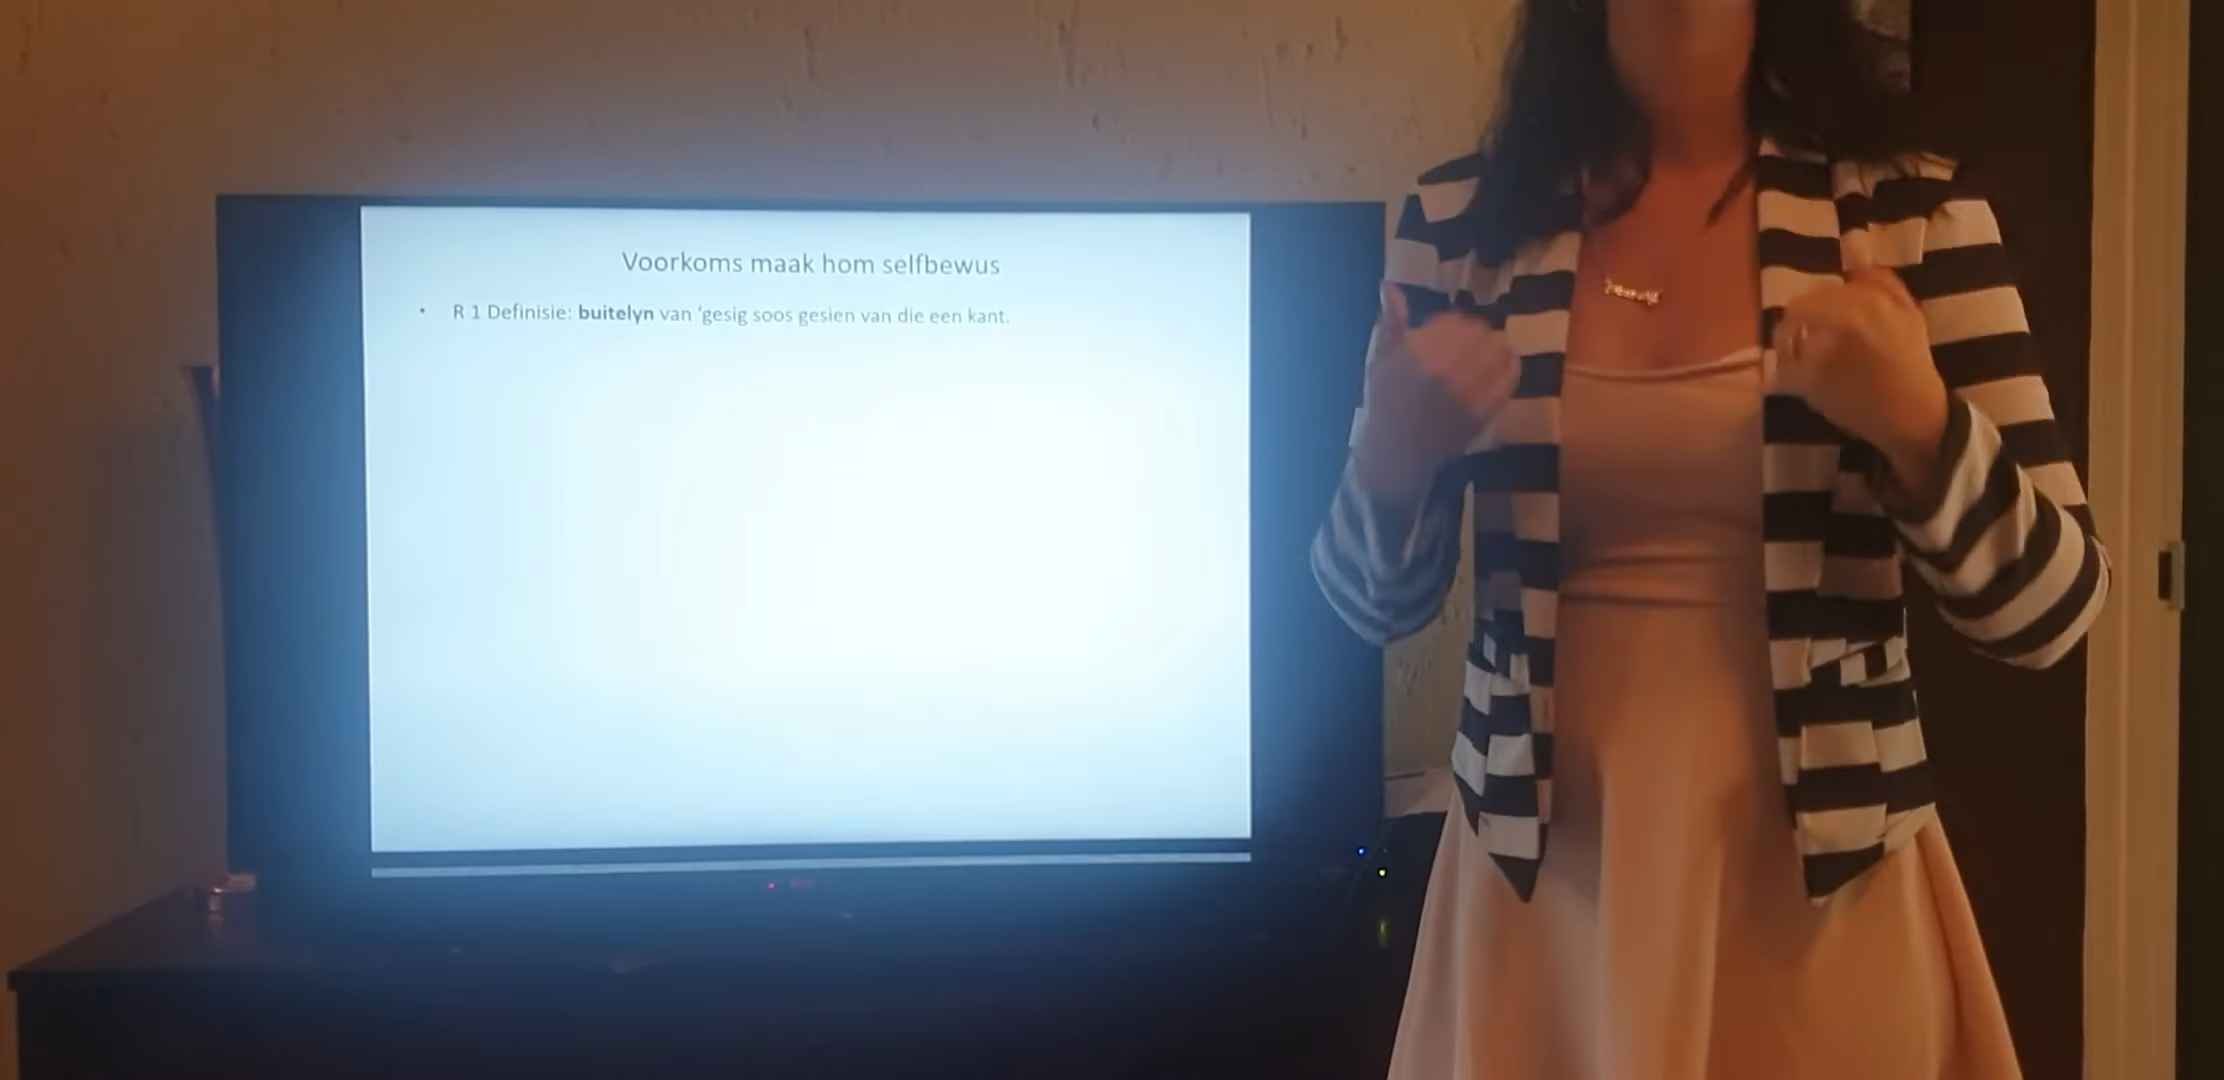 Voorkoms maak hom selfbewus
• R 1 Definisie: buitelyn van ‘gesig soos gesien van die een kant.